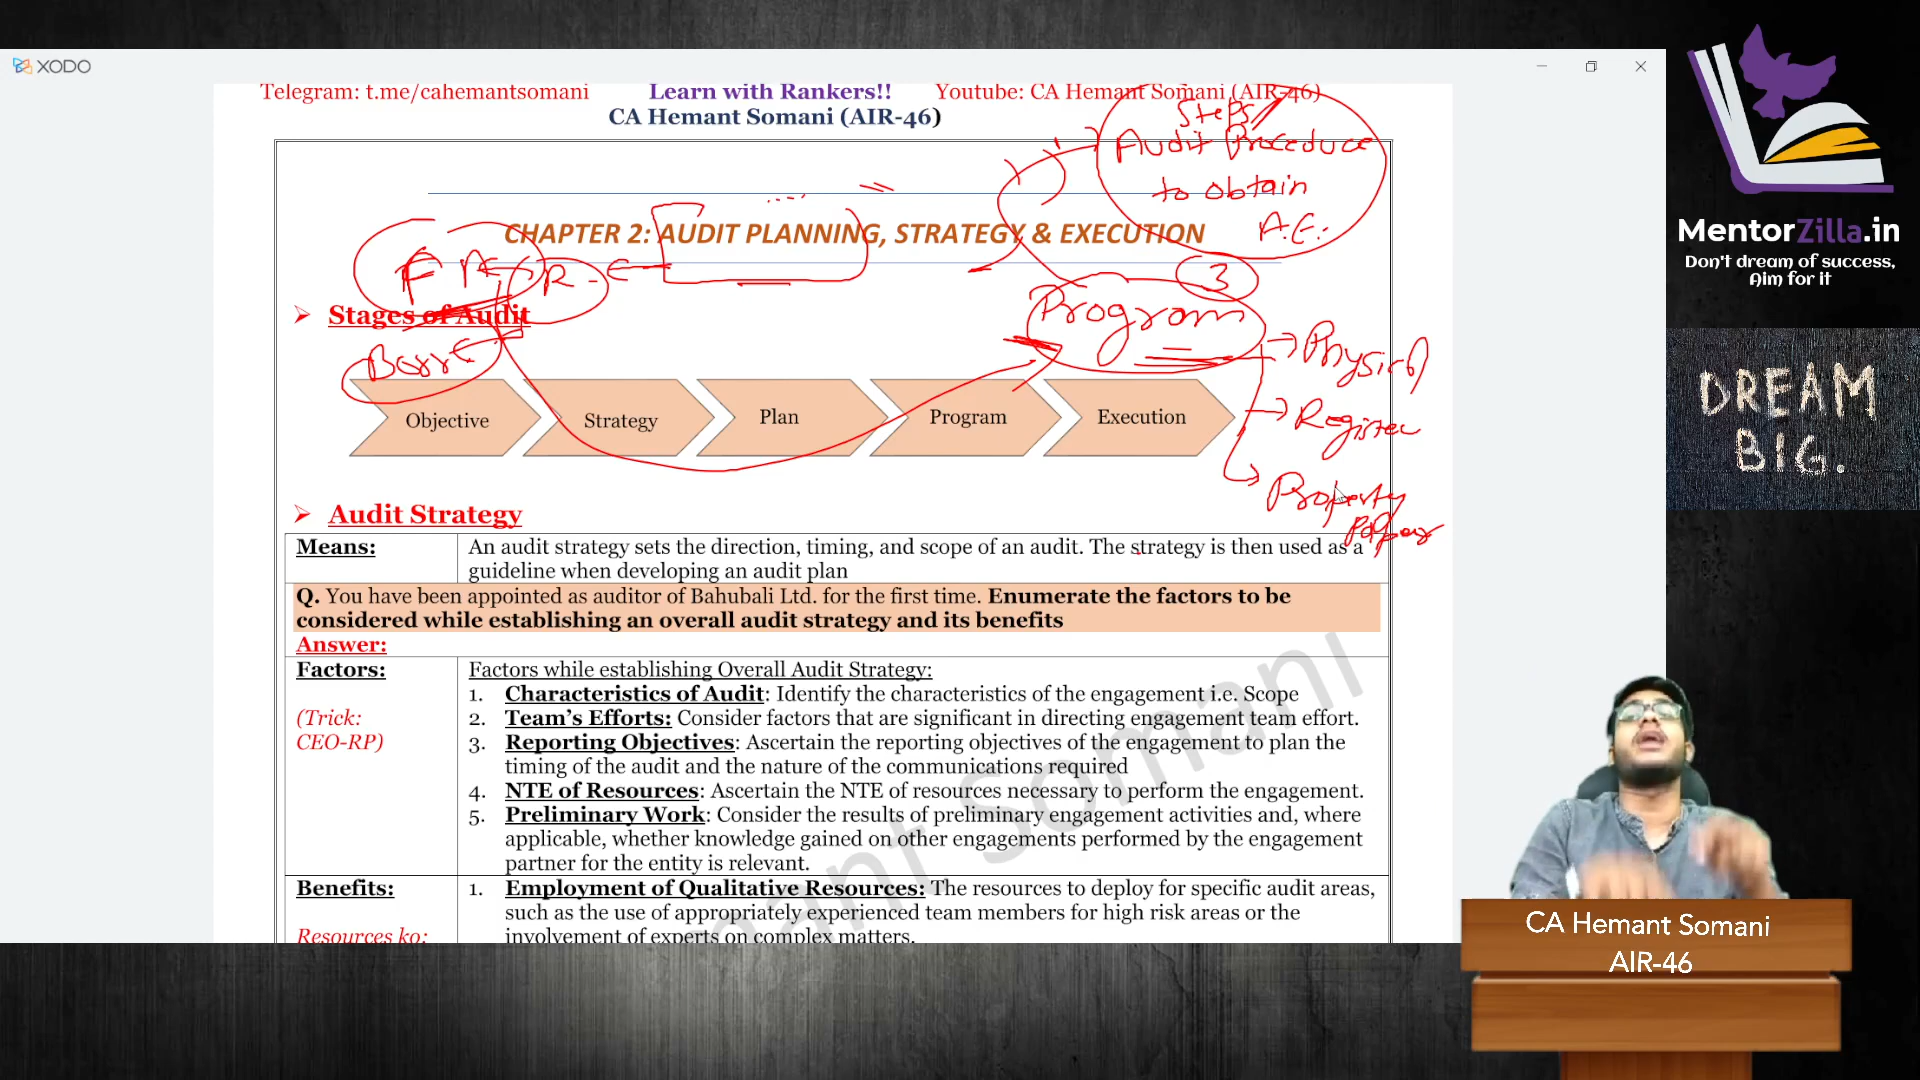 XODO
Telegram: t.me/cahemantsomani Learn with Rankers!! Youtube: CA Hemant Somani (AIR-46)
CA Hemant Somani (AIR-46)
Steps
Audit Procedure
to obtain
A.E.
CHAPTER 2: AUDIT PLANNING, STRATEGY & EXECUTION
3
Program
Stages of Audit
Physical
Register
Property
Papers
Objective
Strategy
Plan
Program
Execution
Audit Strategy
Means: An audit strategy sets the direction, timing, and scope of an audit. The strategy is then used as a
guideline when developing an audit plan
Q. You have been appointed as auditor of Bahubali Ltd. for the first time. Enumerate the factors to be
considered while establishing an overall audit strategy and its benefits
Answer:
Factors: Factors while establishing Overall Audit Strategy:
(Trick:
CEO-RP)
1. Characteristics of Audit: Identify the characteristics of the engagement i.e. Scope
2. Team's Efforts: Consider factors that are significant in directing engagement team effort.
3. Reporting Objectives: Ascertain the reporting objectives of the engagement to plan the
timing of the audit and the nature of the communications required
4. NTE of Resources: Ascertain the NTE of resources necessary to perform the engagement.
5. Preliminary Work: Consider the results of preliminary engagement activities and, where
applicable, whether knowledge gained on other engagements performed by the engagement
partner for the entity is relevant.
Benefits: 1. Employment of Qualitative Resources: The resources to deploy for specific audit areas,
such as the use of appropriately experienced team members for high risk areas or the
Resources ko: involvement of experts on complex matters.
mant Somani
MentorZilla.in
Don't dream of success,
Aim for it
DREAM
BIG.
CA Hemant Somani
AIR-46